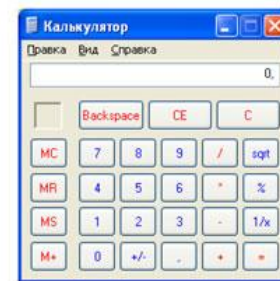 Калькулятор
Правка Вид Справка
0,
Backspace CE C
MC 7 8 9 / sqrt
MR 4 5 6 * %
MS 1 2 3 - 1/x
M+ 0 +/- , + =